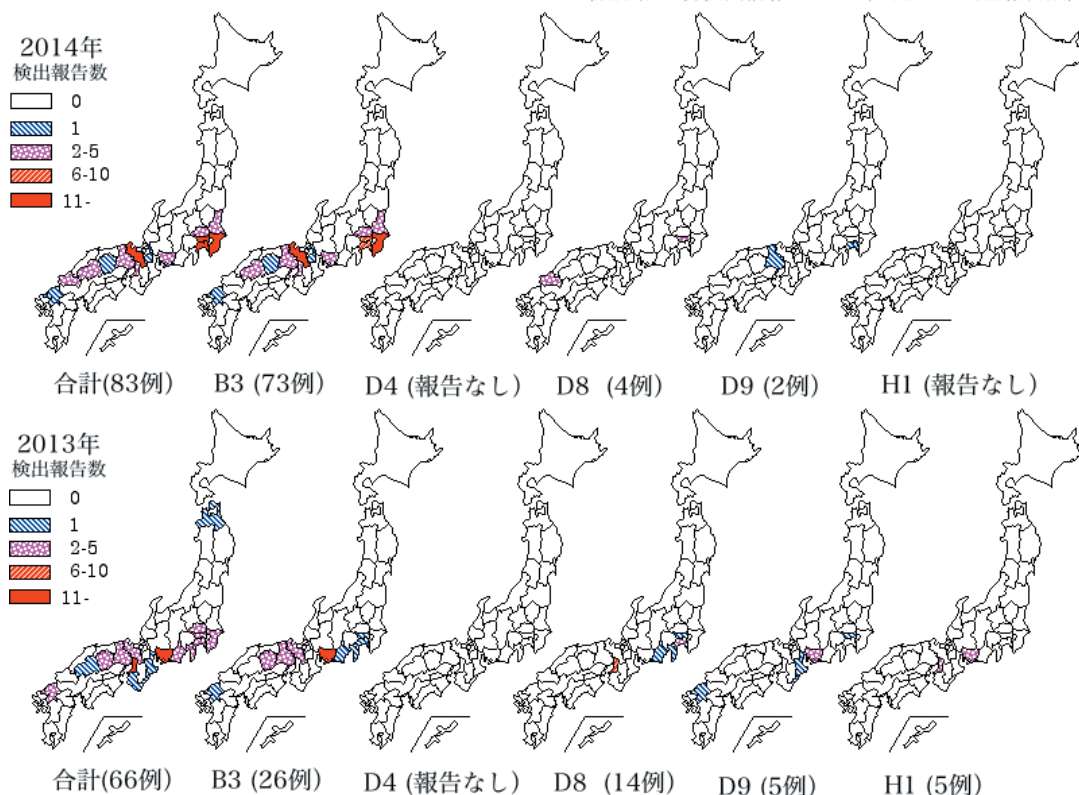 2014年
検出報告数
0
1
2-5
6-10
11-
合計(83例)
B3 (73例)
D4 (報告なし)
D8 (4例)
D9 (2例)
H1 (報告なし)
2013年
検出報告数
0
1
2-5
6-10
11-
合計(66例)
B3 (26例)
D4 (報告なし)
D8 (14例)
D9 (5例)
H1 (5例)